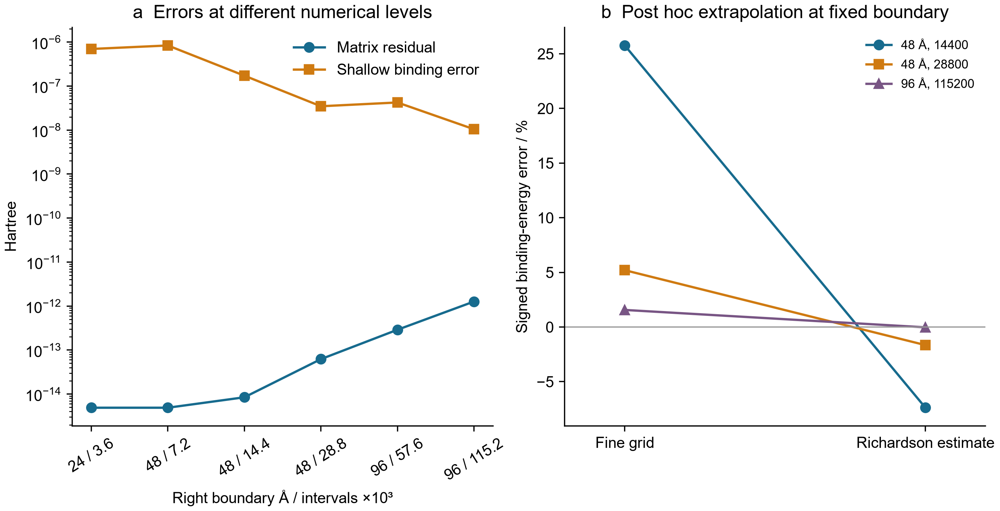 a  Errors at different numerical levels
Matrix residual
Shallow binding error
Hartree
10⁻⁶
10⁻⁷
10⁻⁸
10⁻⁹
10⁻¹⁰
10⁻¹¹
10⁻¹²
10⁻¹³
10⁻¹⁴
24 / 3.6
48 / 7.2
48 / 14.4
48 / 28.8
96 / 57.6
96 / 115.2
Right boundary Å / intervals ×10³
b  Post hoc extrapolation at fixed boundary
48 Å, 14400
48 Å, 28800
96 Å, 115200
Signed binding-energy error / %
25
20
15
10
5
0
−5
Fine grid
Richardson estimate